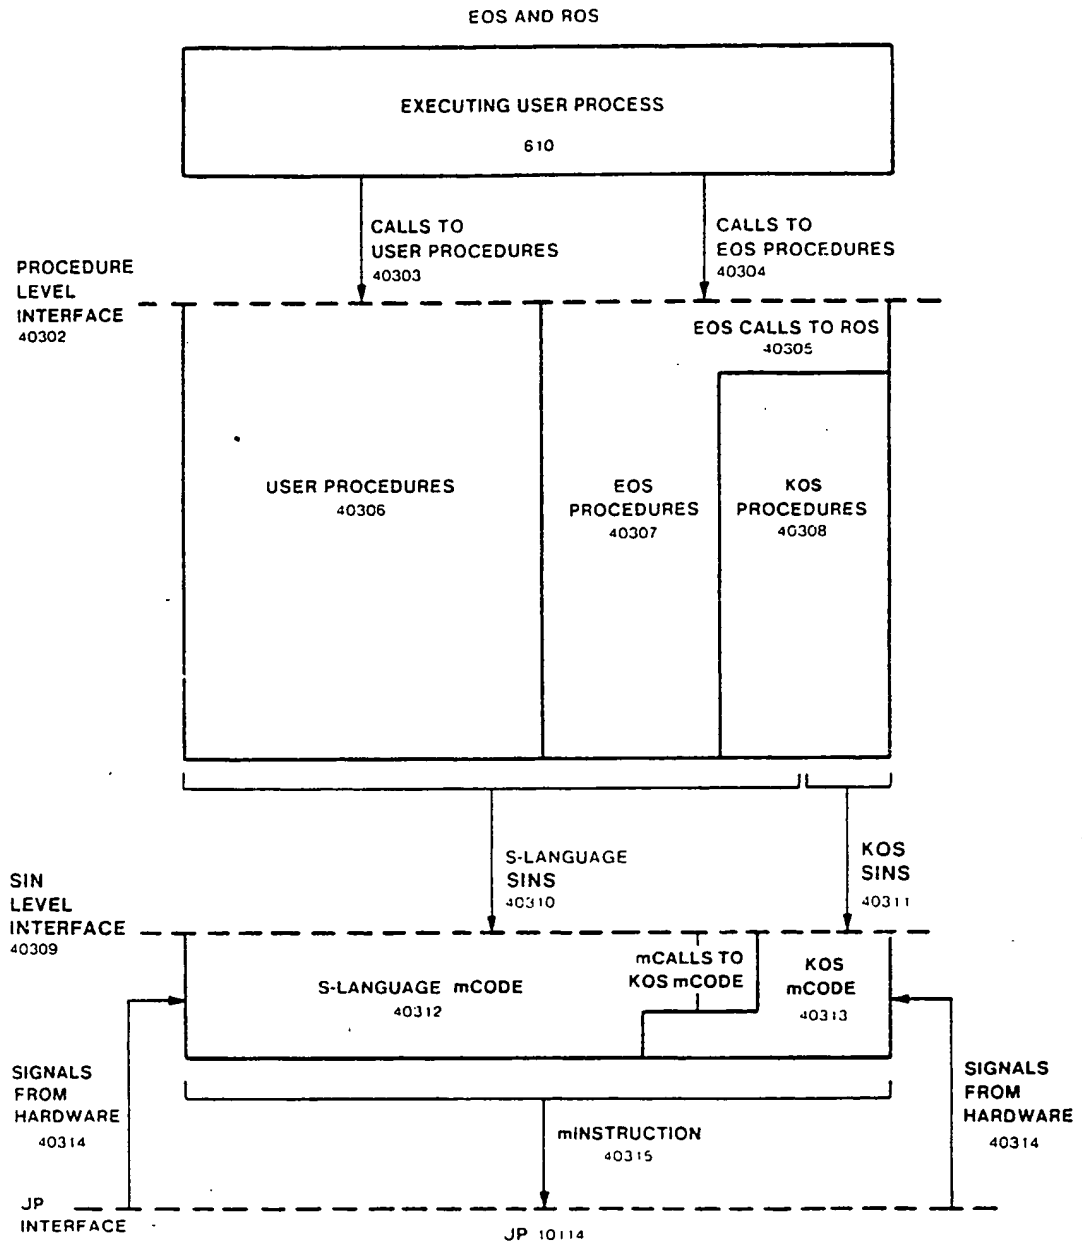 EOS AND ROS
EXECUTING USER PROCESS
610
CALLS TO
USER PROCEDURES
40303
CALLS TO
EOS PROCEDURES
40304
PROCEDURE
LEVEL
INTERFACE
40302
EOS CALLS TO ROS
40305
USER PROCEDURES
40306
EOS
PROCEDURES
40307
KOS
PROCEDURES
40308
S-LANGUAGE
SINS
40310
KOS
SINS
40311
SIN
LEVEL
INTERFACE
40309
S-LANGUAGE mCODE
40312
mCALLS TO
KOS mCODE
KOS
mCODE
40313
SIGNALS
FROM
HARDWARE
40314
mINSTRUCTION
40315
SIGNALS
FROM
HARDWARE
40314
JP
INTERFACE
JP 10114